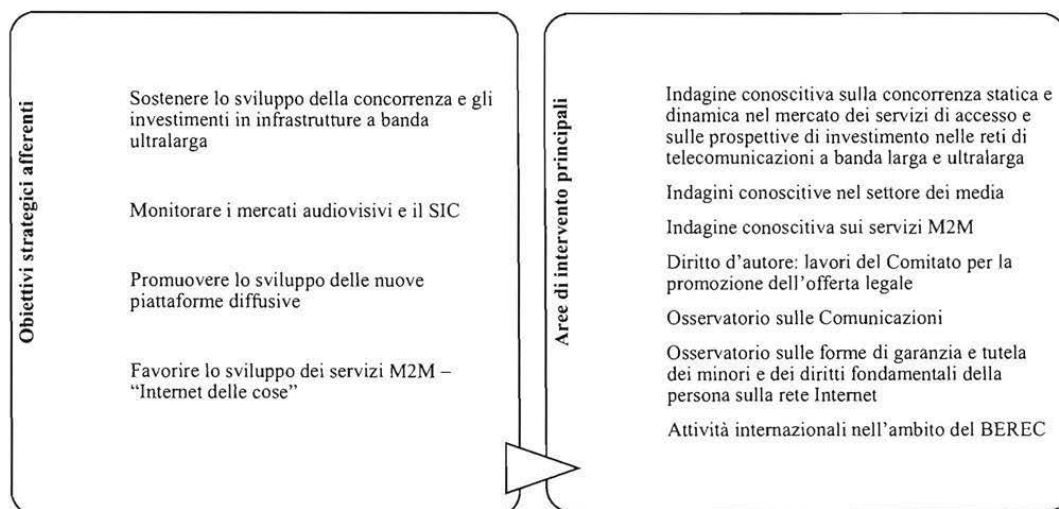 Obiettivi strategici afferenti
Sostenere lo sviluppo della concorrenza e gli
investimenti in infrastrutture a banda
ultralarga
Monitorare i mercati audiovisivi e il SIC
Promuovere lo sviluppo delle nuove
piattaforme diffusive
Favorire lo sviluppo dei servizi M2M –
“Internet delle cose”
Aree di intervento principali
Indagine conoscitiva sulla concorrenza statica e
dinamica nel mercato dei servizi di accesso e
sulle prospettive di investimento nelle reti di
telecomunicazioni a banda larga e ultralarga
Indagini conoscitive nel settore dei media
Indagine conoscitiva sui servizi M2M
Diritto d'autore: lavori del Comitato per la
promozione dell'offerta legale
Osservatorio sulle Comunicazioni
Osservatorio sulle forme di garanzia e tutela
dei minori e dei diritti fondamentali della
persona sulla rete Internet
Attività internazionali nell'ambito del BEREC